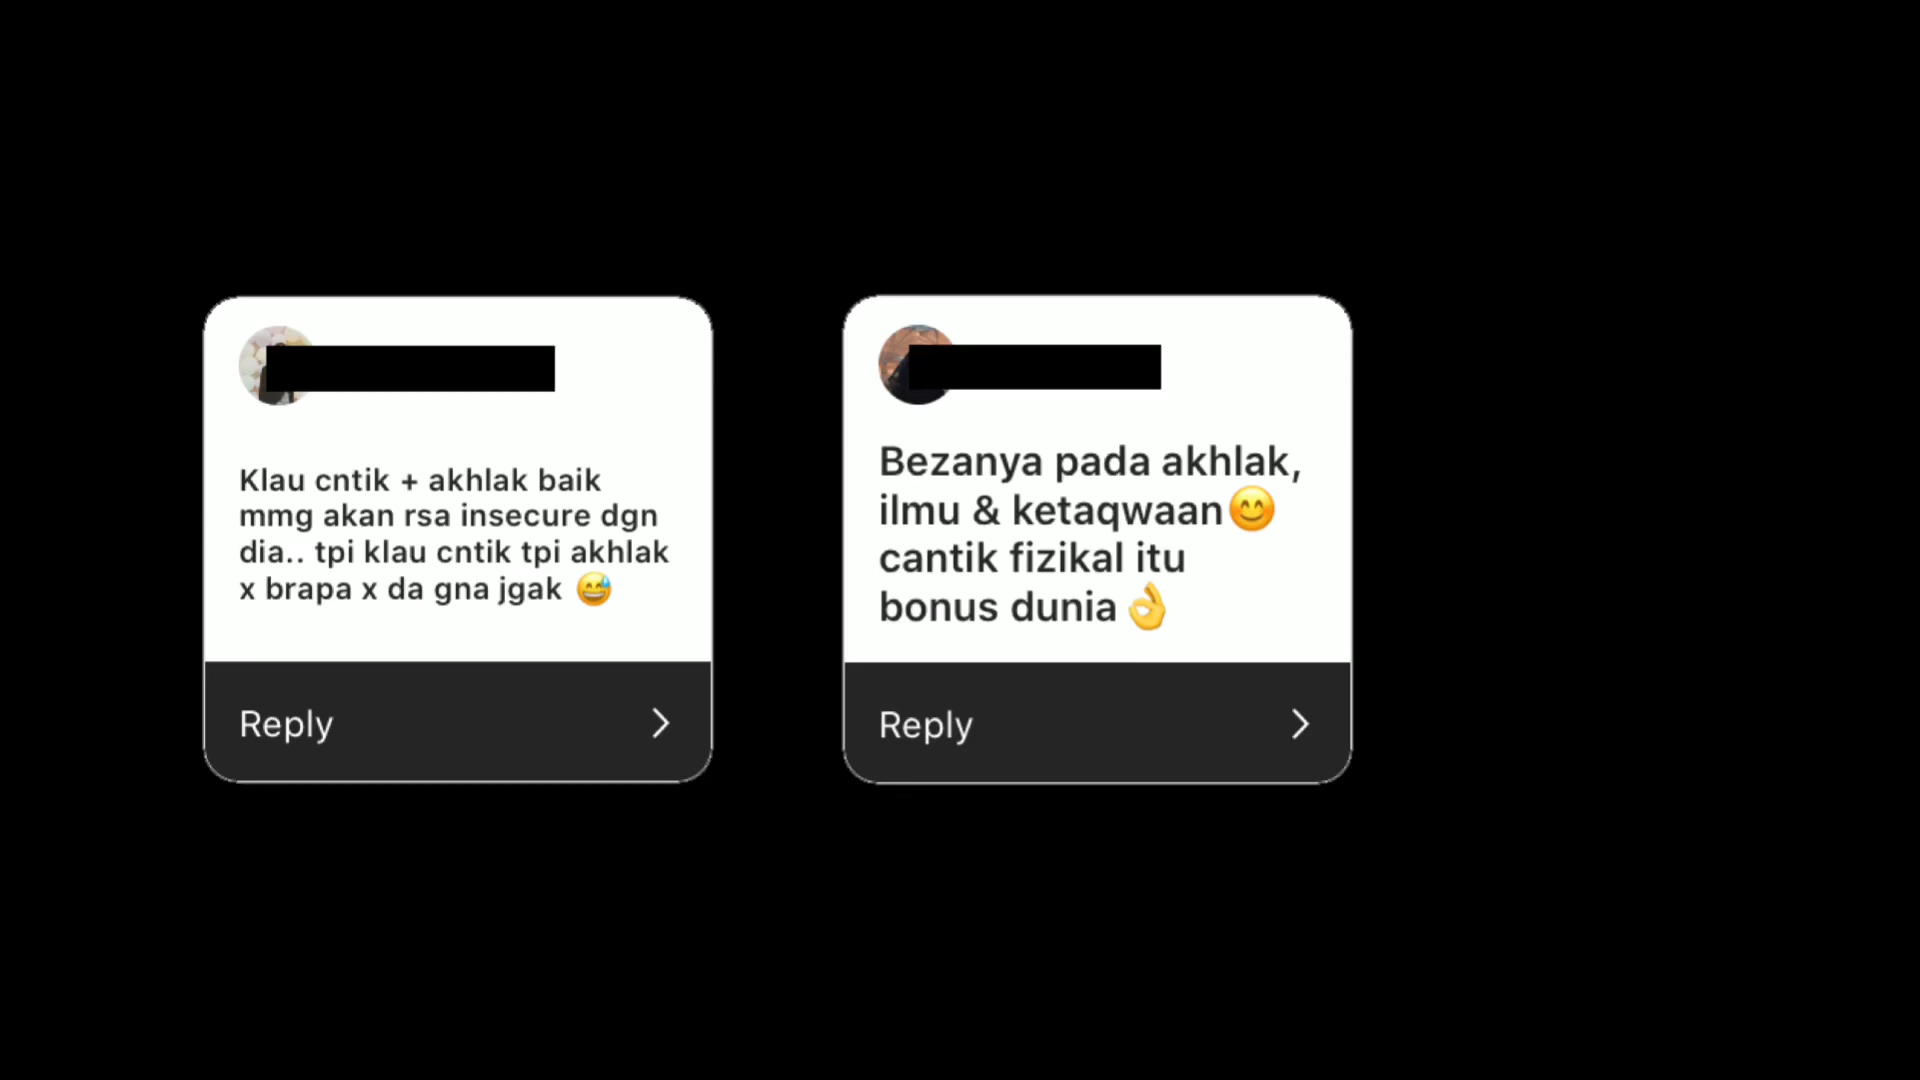 Klau cntik + akhlak baik
mmg akan rsa insecure dgn
dia.. tpi klau cntik tpi akhlak
x brapa x da gna jgak 😅
Reply
Bezanya pada akhlak,
ilmu & ketaqwaan😊
cantik fizikal itu
bonus dunia👌
Reply